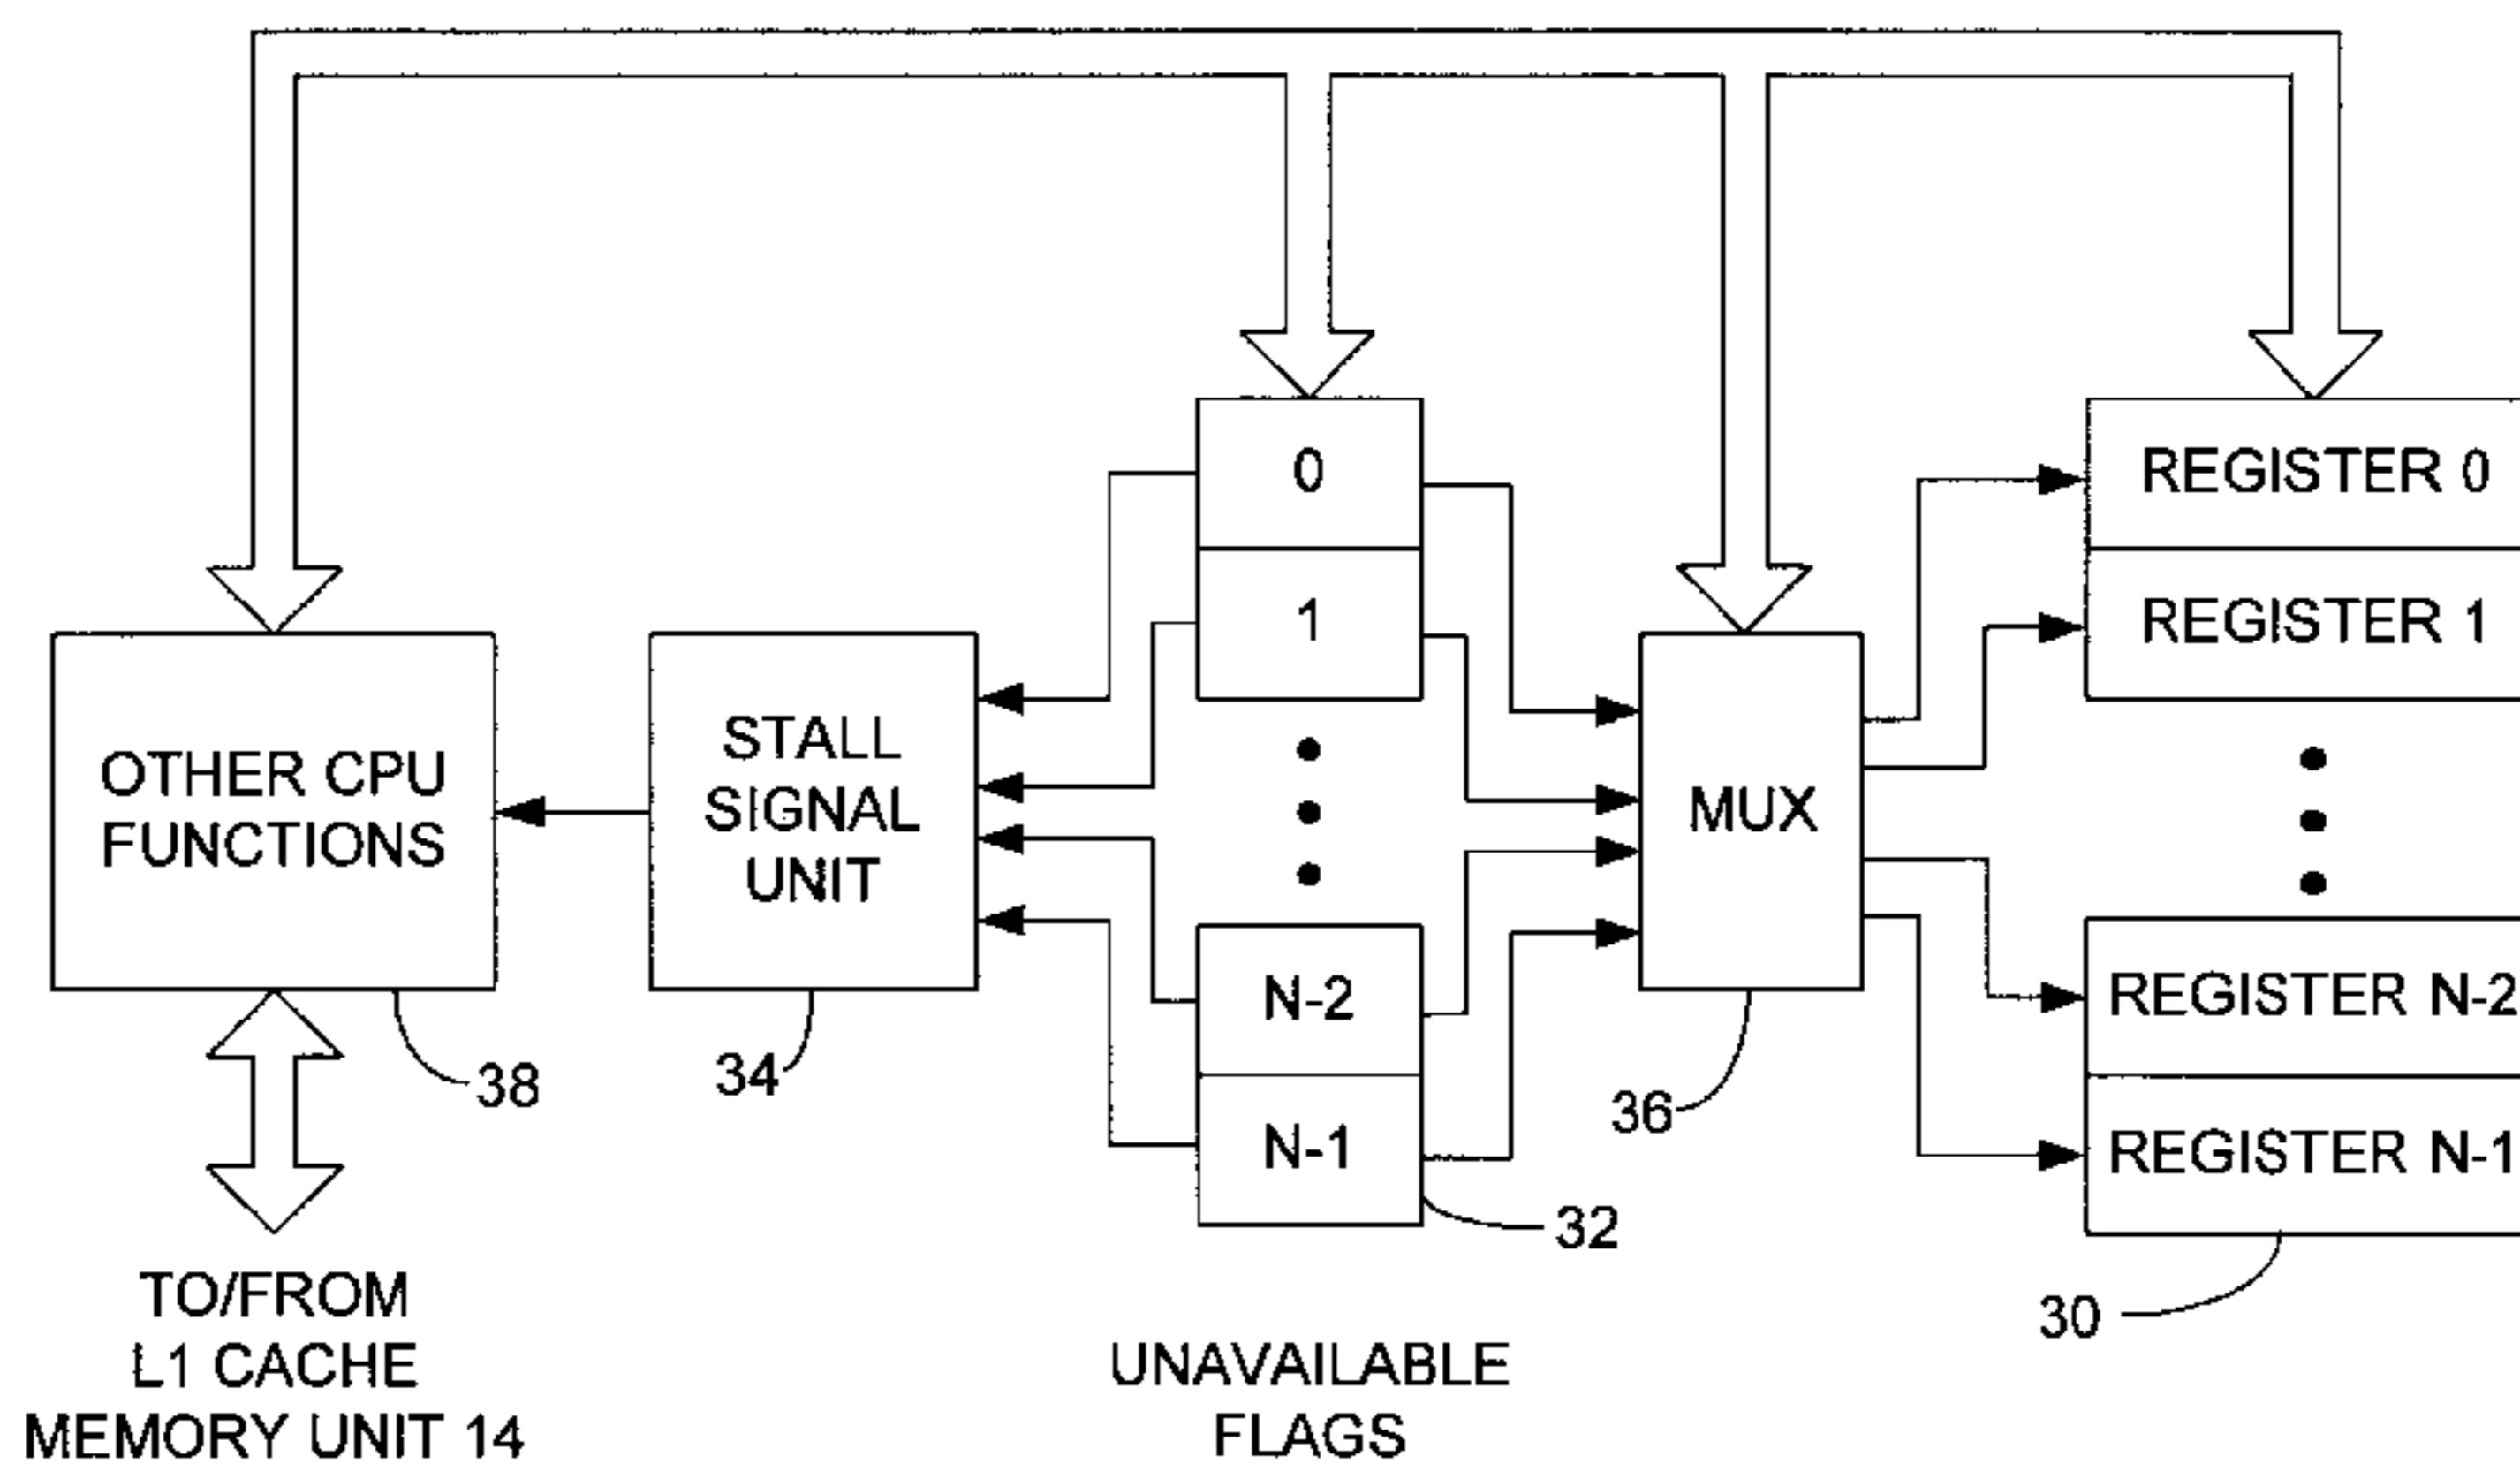 0
REGISTER 0
1
REGISTER 1
OTHER CPU
FUNCTIONS
STALL
SIGNAL
UNIT
MUX
N-2
REGISTER N-2
N-1
REGISTER N-1
38
34
36
32
30
TO/FROM
L1 CACHE
MEMORY UNIT 14
UNAVAILABLE
FLAGS